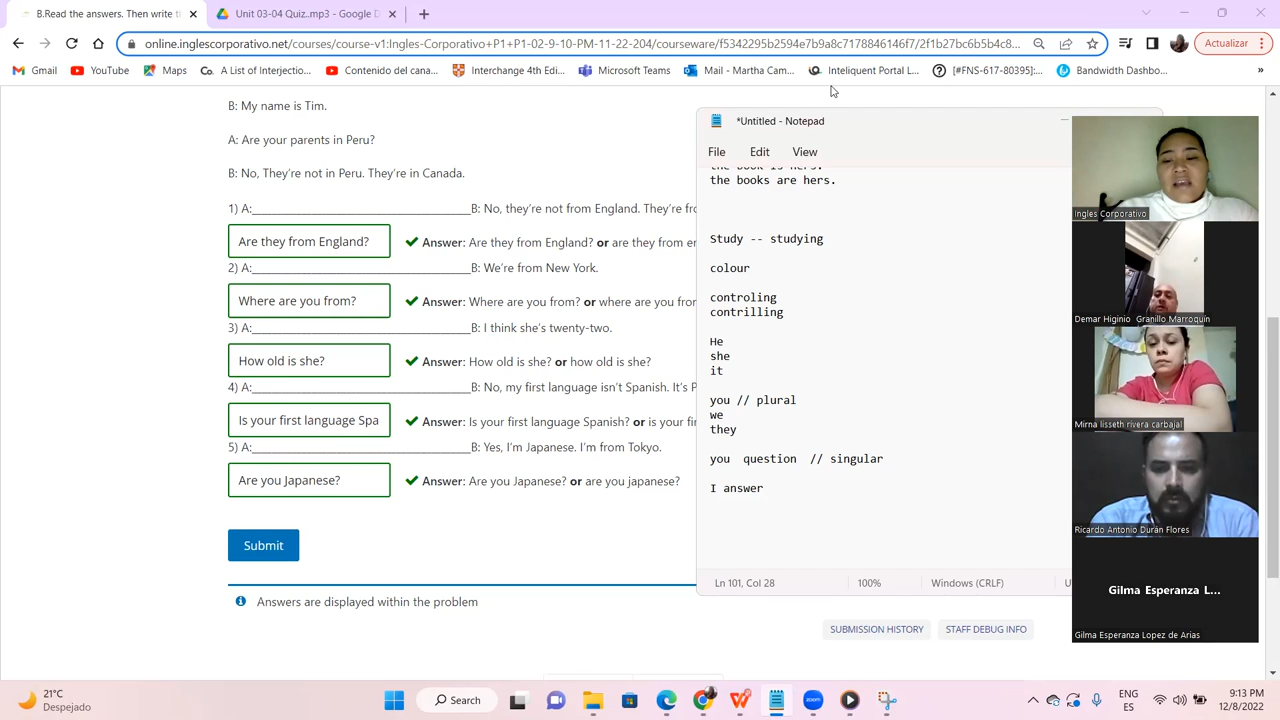 B.Read the answers. Then write th
Unit 03-04 Quiz..mp3 - Google D
online.inglescorporativo.net/courses/course-v1:Ingles-Corporativo+P1+P1-02-9-10-PM-11-22-204/courseware/f5342295b2594e7b9a8c7178846146f7/2f1b27bc6b5b4c8...
Actualizar
Gmail
YouTube
Maps
A List of Interjectio...
Contenido del cana...
Interchange 4th Edi...
Microsoft Teams
Mail - Martha Cam...
Inteliquent Portal L...
[#FNS-617-80395]:...
Bandwidth Dashbo...
»
B: My name is Tim.
A: Are your parents in Peru?
B: No, They're not in Peru. They're in Canada.
1) A:________________________________________B: No, they're not from England. They're fro
Are they from England?
Answer: Are they from England? or are they from en
2) A:________________________________________B: We're from New York.
Where are you from?
Answer: Where are you from? or where are you fron
3) A:________________________________________B: I think she's twenty-two.
How old is she?
Answer: How old is she? or how old is she?
4) A:________________________________________B: No, my first language isn't Spanish. It's P
Is your first language Spa
Answer: Is your first language Spanish? or is your fir
5) A:________________________________________B: Yes, I'm Japanese. I'm from Tokyo.
Are you Japanese?
Answer: Are you Japanese? or are you japanese?
Submit
Answers are displayed within the problem
SUBMISSION HISTORY
STAFF DEBUG INFO
*Untitled - Notepad
File Edit View
the book is hers.
the books are hers.
Study -- studying
colour
controling
contrilling
He
she
it
you // plural
we
they
you question // singular
I answer
Ln 101, Col 28
100%
Windows (CRLF)
U
Ingles Corporativo
Demar Higinio Granillo Marroquín
Mirna lisseth rivera carbajal
Ricardo Antonio Durán Flores
Gilma Esperanza L...
Gilma Esperanza Lopez de Arias
21°C
Despejado
Search
ENG
ES
9:13 PM
12/8/2022